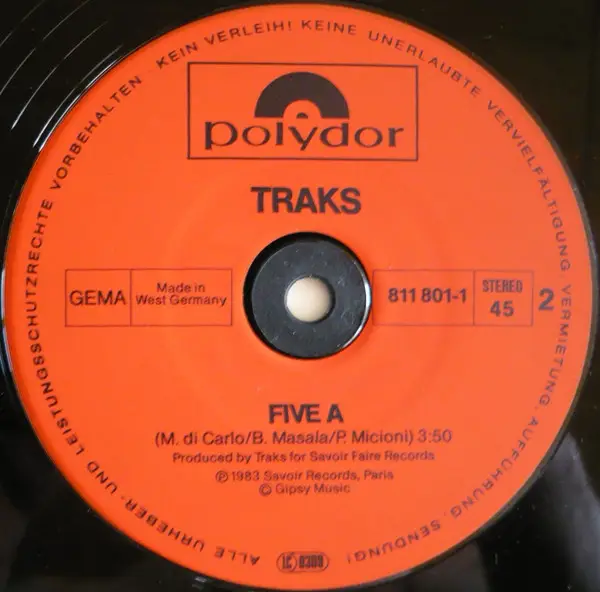 ALLE URHEBER- UND LEISTUNGSSCHUTZRECHTE VORBEHALTEN KEIN VERLEIH! KEINE UNERLAUBTE VERVIELFÄLTIGUNG, VERMIETUNG, AUFFÜHRUNG, SENDUNG!
polydor
TRAKS
GEMA
Made in
West Germany
811 801-1
STEREO
45
2
FIVE A
(M. di Carlo/B. Masala/P. Micioni) 3:50
Produced by Traks for Savoir Faire Records
℗ 1983 Savoir Records, Paris
© Gipsy Music
LC 0309